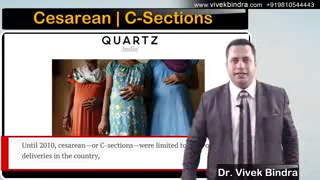 www.vivekbindra.com +919810544443
Cesarean | C-Sections
QUARTZ
India
Until 2010, cesarean—or C-sections—were limited to
deliveries in the country,
Dr. Vivek Bindra